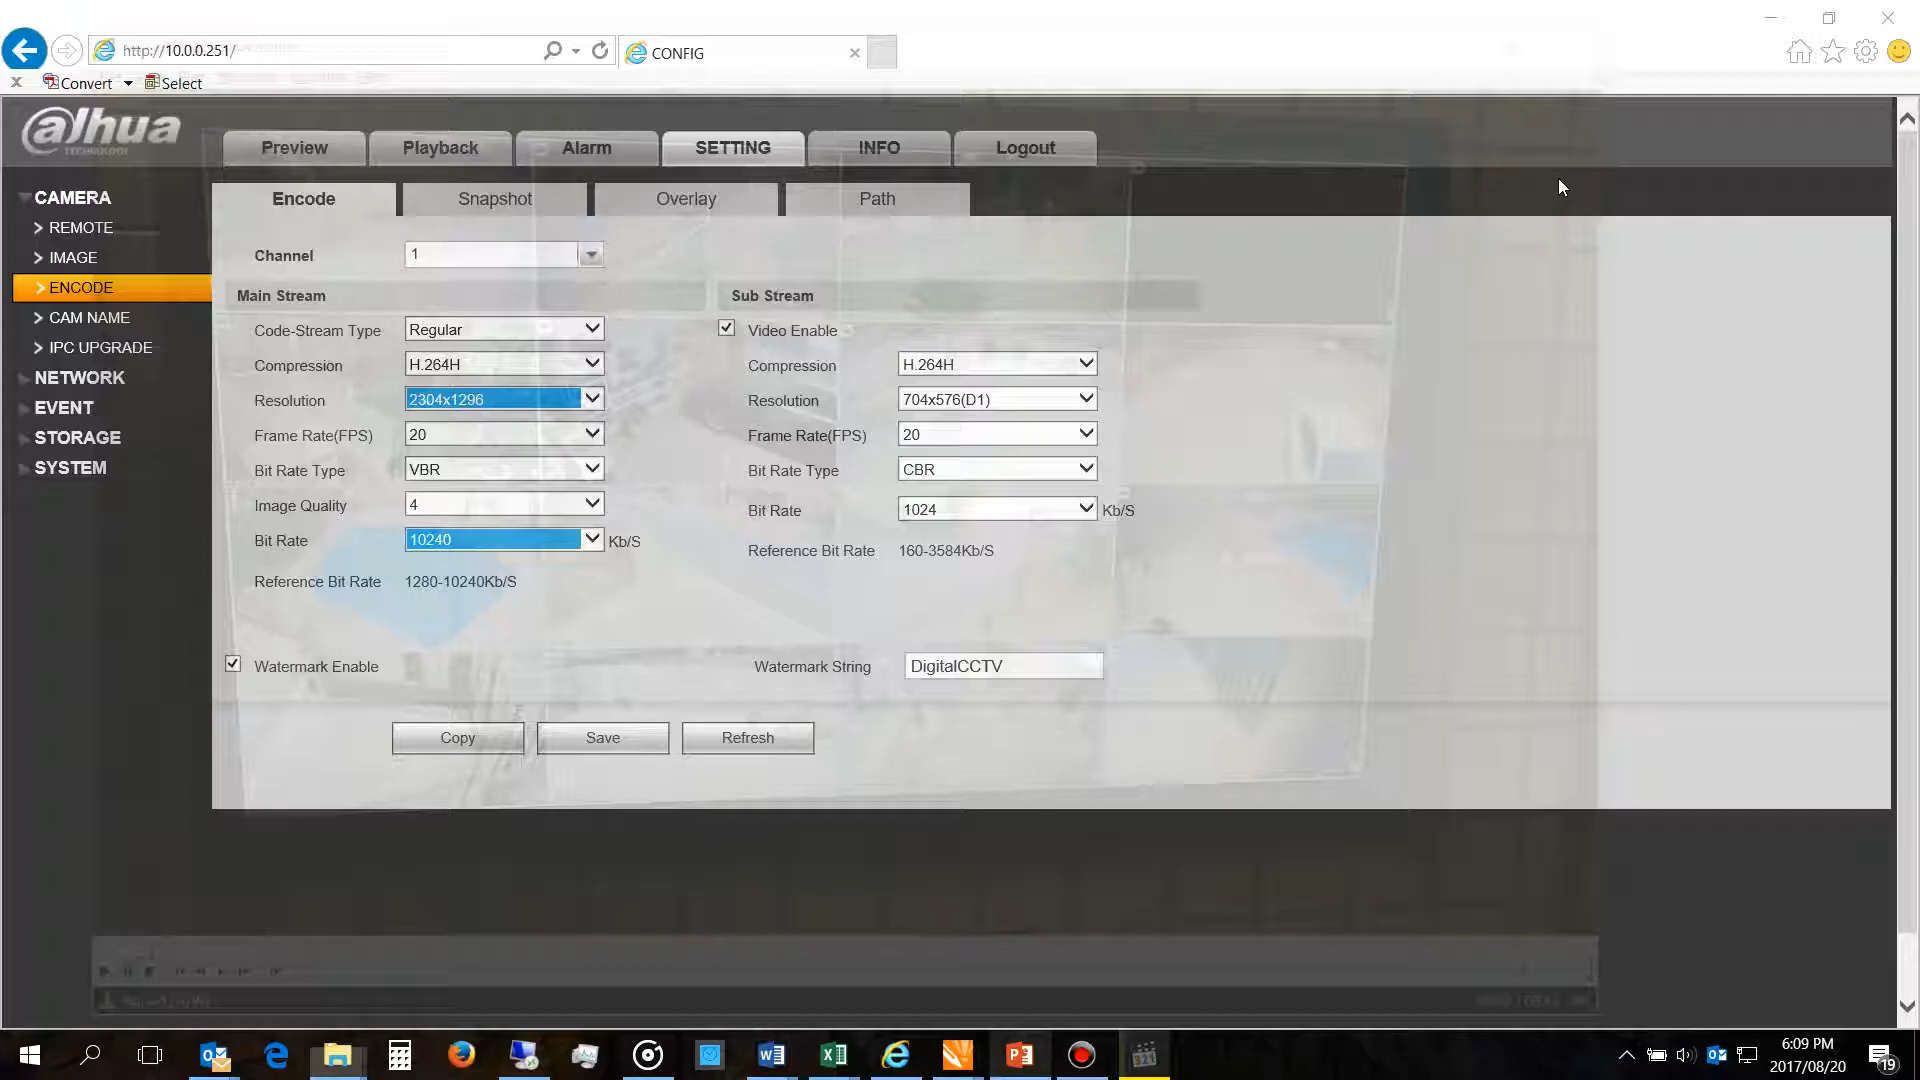 http://10.0.0.251/
CONFIG
Convert
Select
alhua
TECHNOLOGY
Preview
Playback
Alarm
SETTING
INFO
Logout
CAMERA
REMOTE
IMAGE
ENCODE
CAM NAME
IPC UPGRADE
NETWORK
EVENT
STORAGE
SYSTEM
Encode
Snapshot
Overlay
Path
Channel
1
Main Stream
Code-Stream Type
Regular
Compression
H.264H
Resolution
2304x1296
Frame Rate(FPS)
20
Bit Rate Type
VBR
Image Quality
4
Bit Rate
10240
Kb/S
Reference Bit Rate
1280-10240Kb/S
Sub Stream
Video Enable
Compression
H.264H
Resolution
704x576(D1)
Frame Rate(FPS)
20
Bit Rate Type
CBR
Bit Rate
1024
Kb/S
Reference Bit Rate
160-3584Kb/S
Watermark Enable
Watermark String
DigitalCCTV
Copy
Save
Refresh
6:09 PM
2017/08/20
19